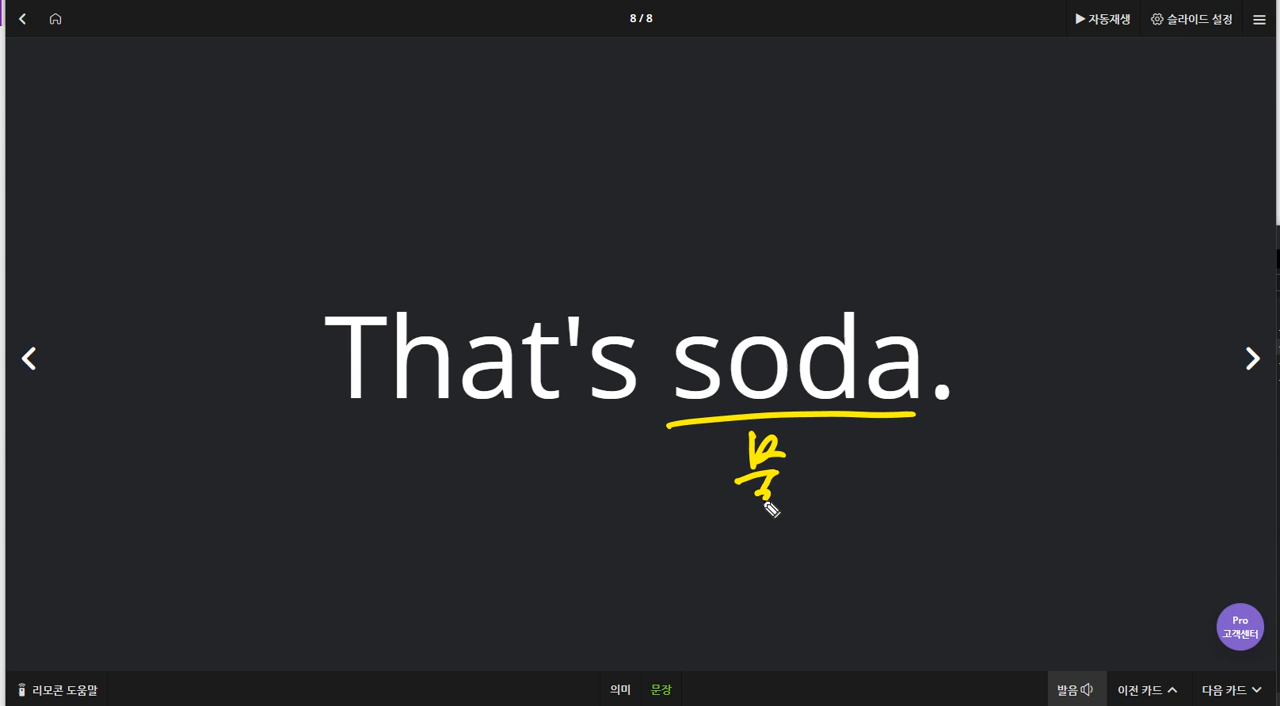 8 / 8
자동재생
슬라이드 설정
That's soda.
Pro
고객센터
리모콘 도움말
의미
문장
발음
이전 카드
다음 카드